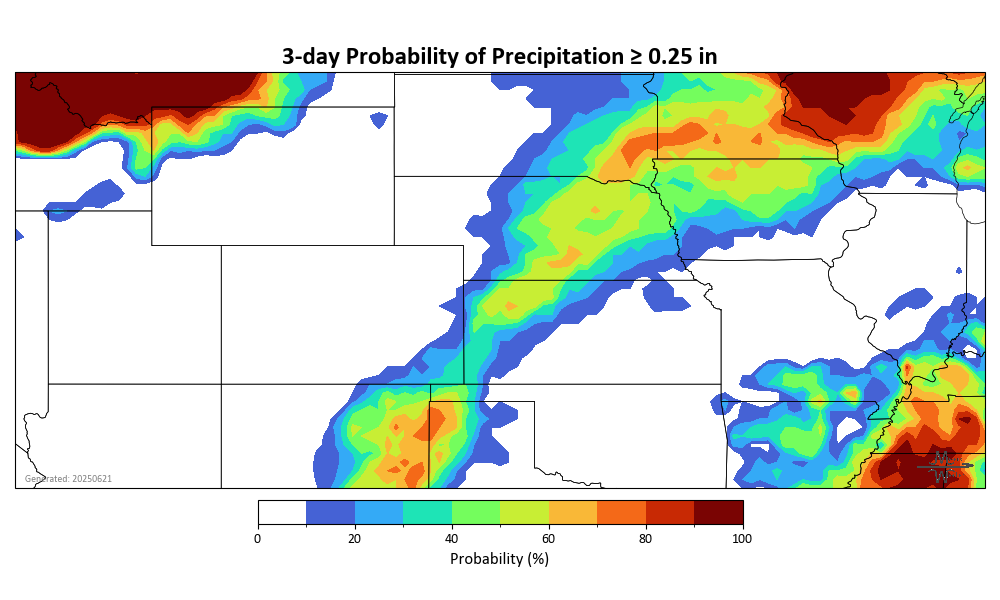 3-day Probability of Precipitation ≥ 0.25 in
Generated: 20250621
M
W
0 20 40 60 80 100
Probability (%)